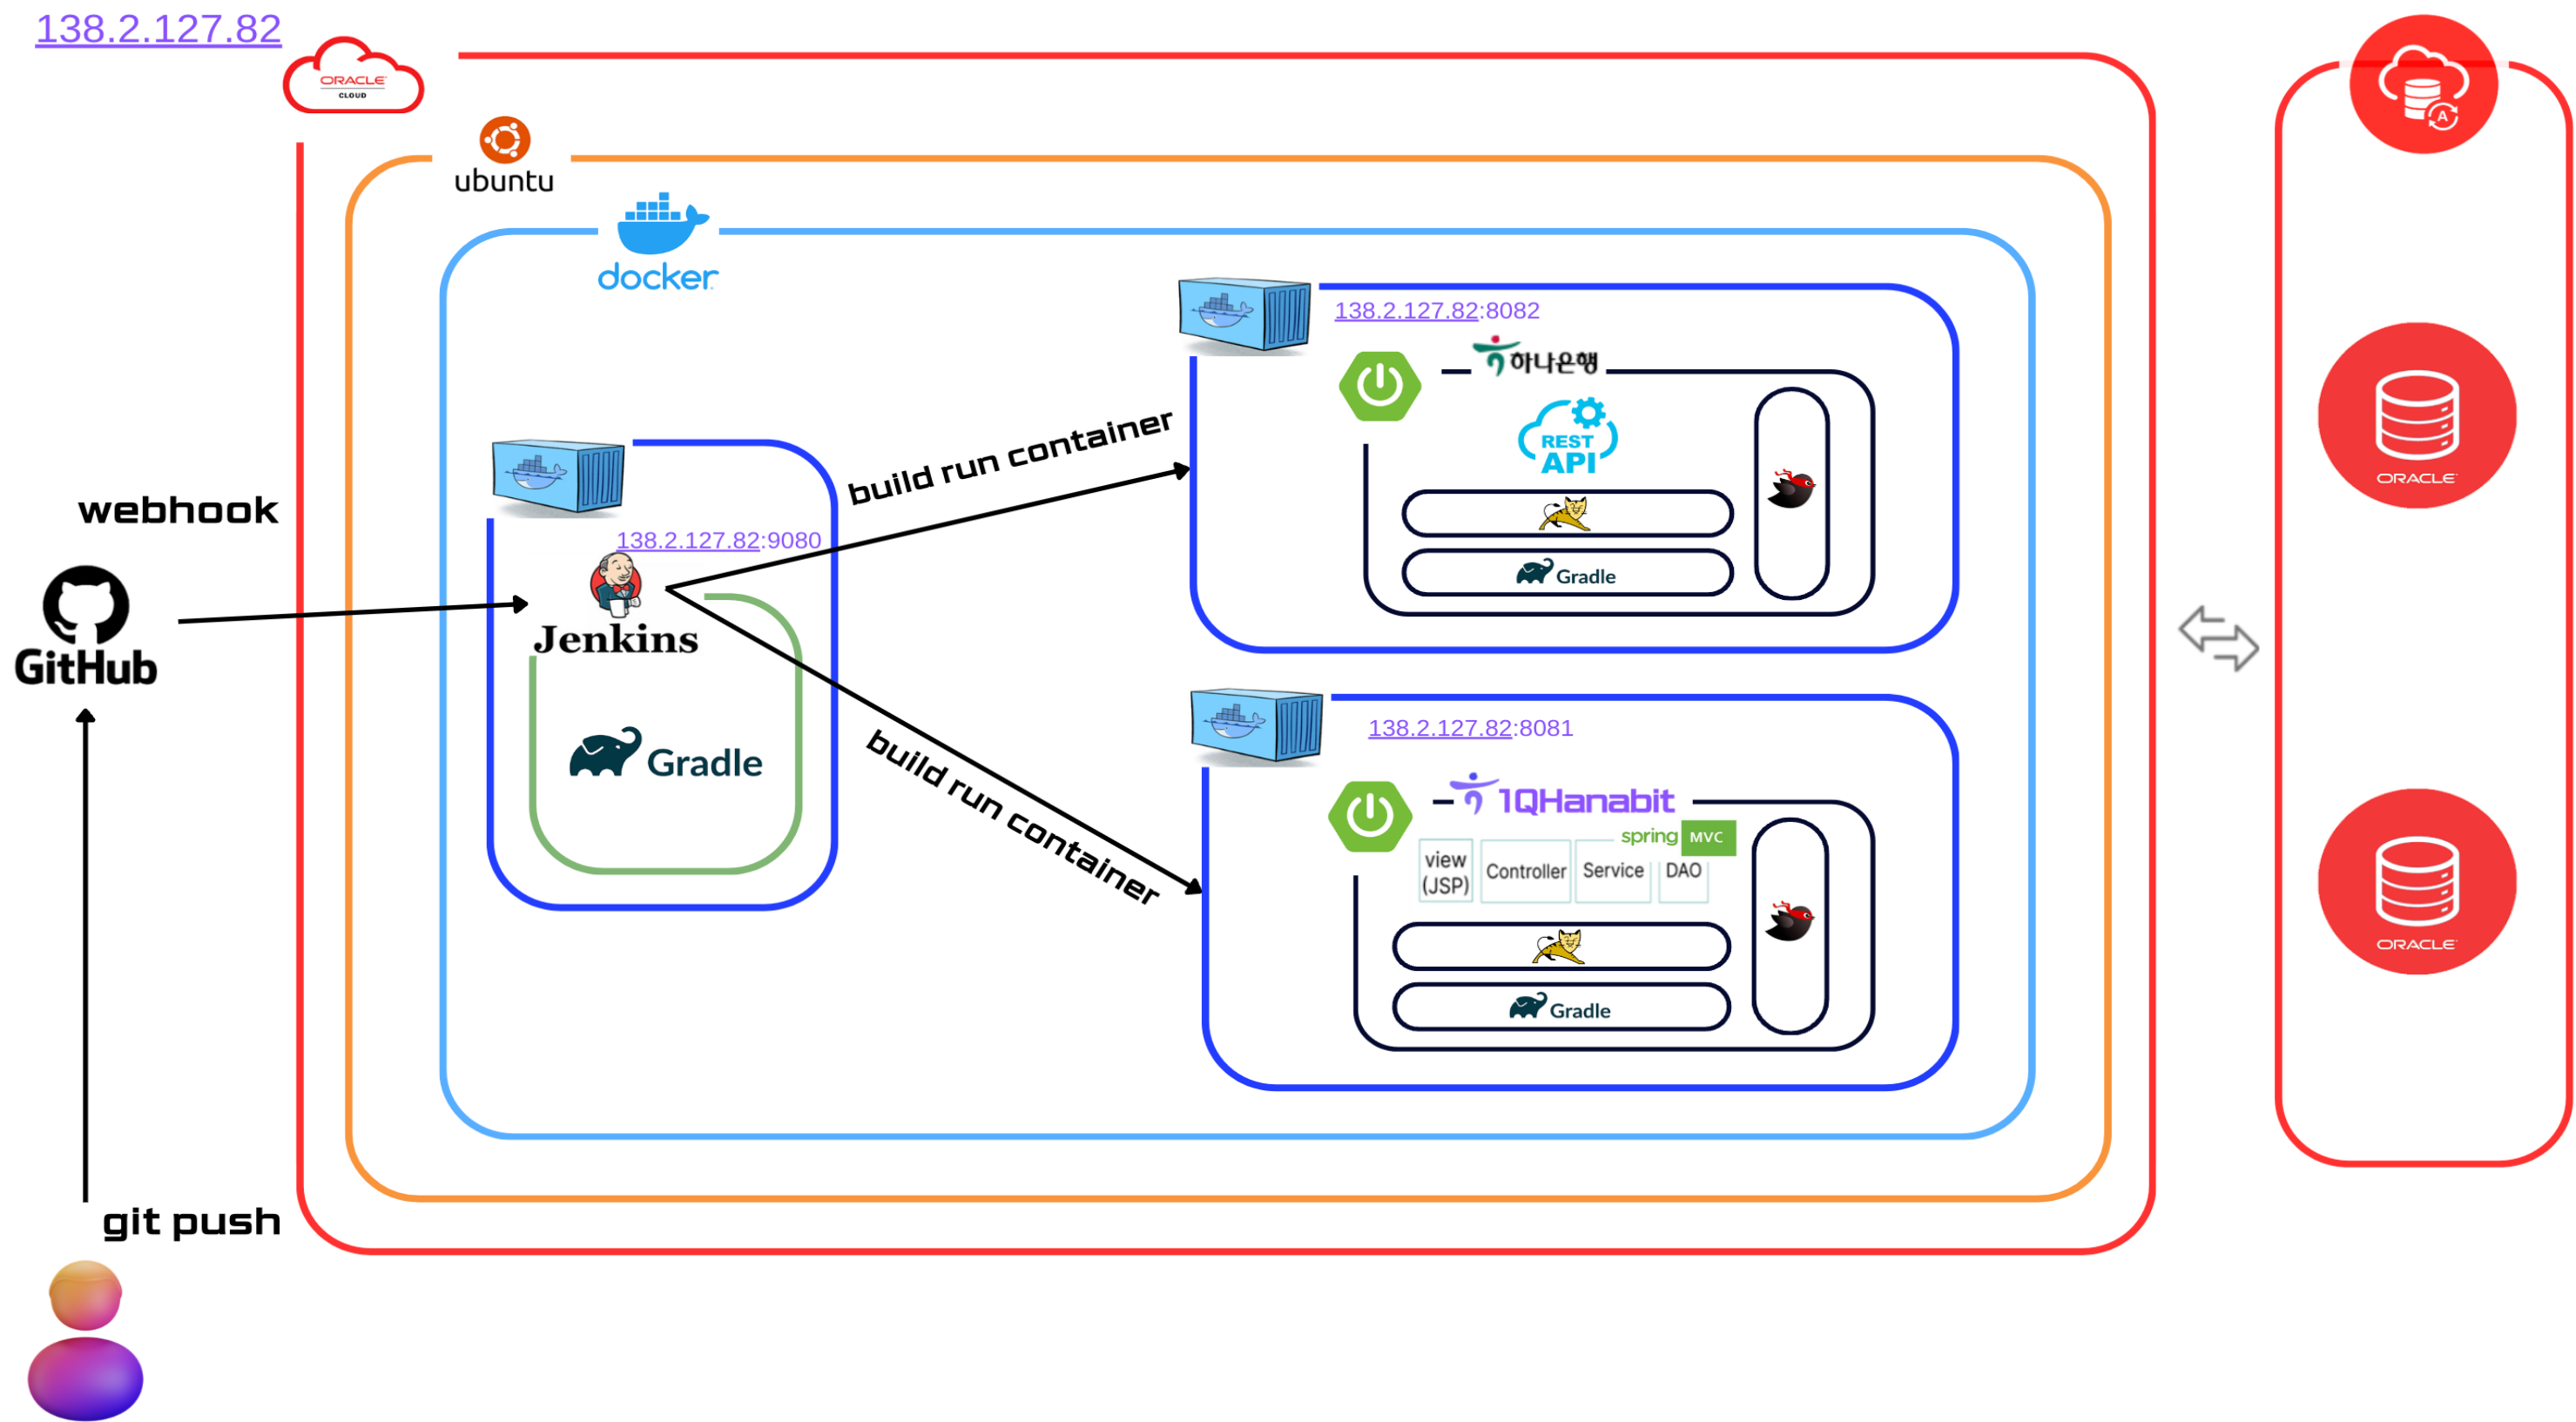 138.2.127.82
ORACLE
CLOUD
ubuntu
docker
webhook
GitHub
git push
138.2.127.82:9080
Jenkins
Gradle
build run container
build run container
138.2.127.82:8082
하나은행
REST
API
Gradle
138.2.127.82:8081
1QHanabit
spring MVC
view
(JSP)
Controller
Service
DAO
Gradle
A
ORACLE
ORACLE